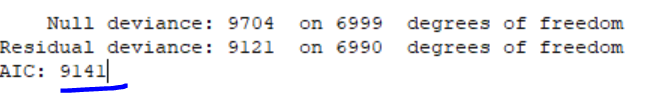 Null deviance: 9704 on 6999 degrees of freedom
Residual deviance: 9121 on 6990 degrees of freedom
AIC: 9141